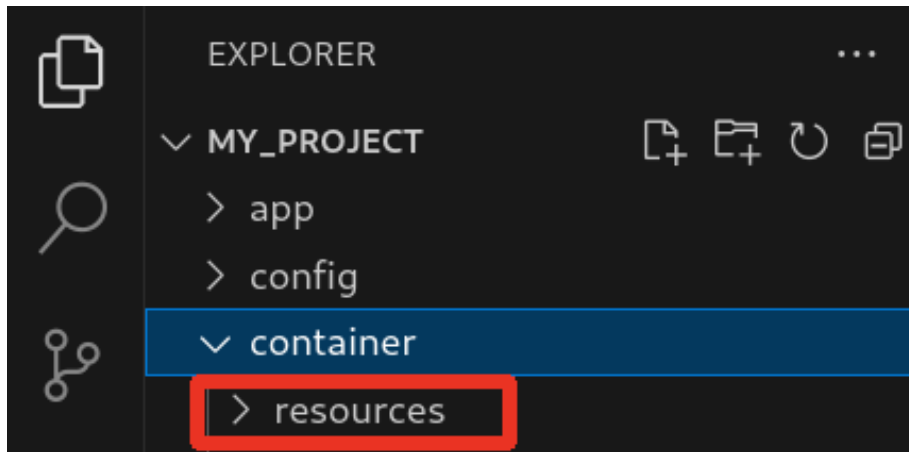 EXPLORER
MY_PROJECT
app
config
container
resources